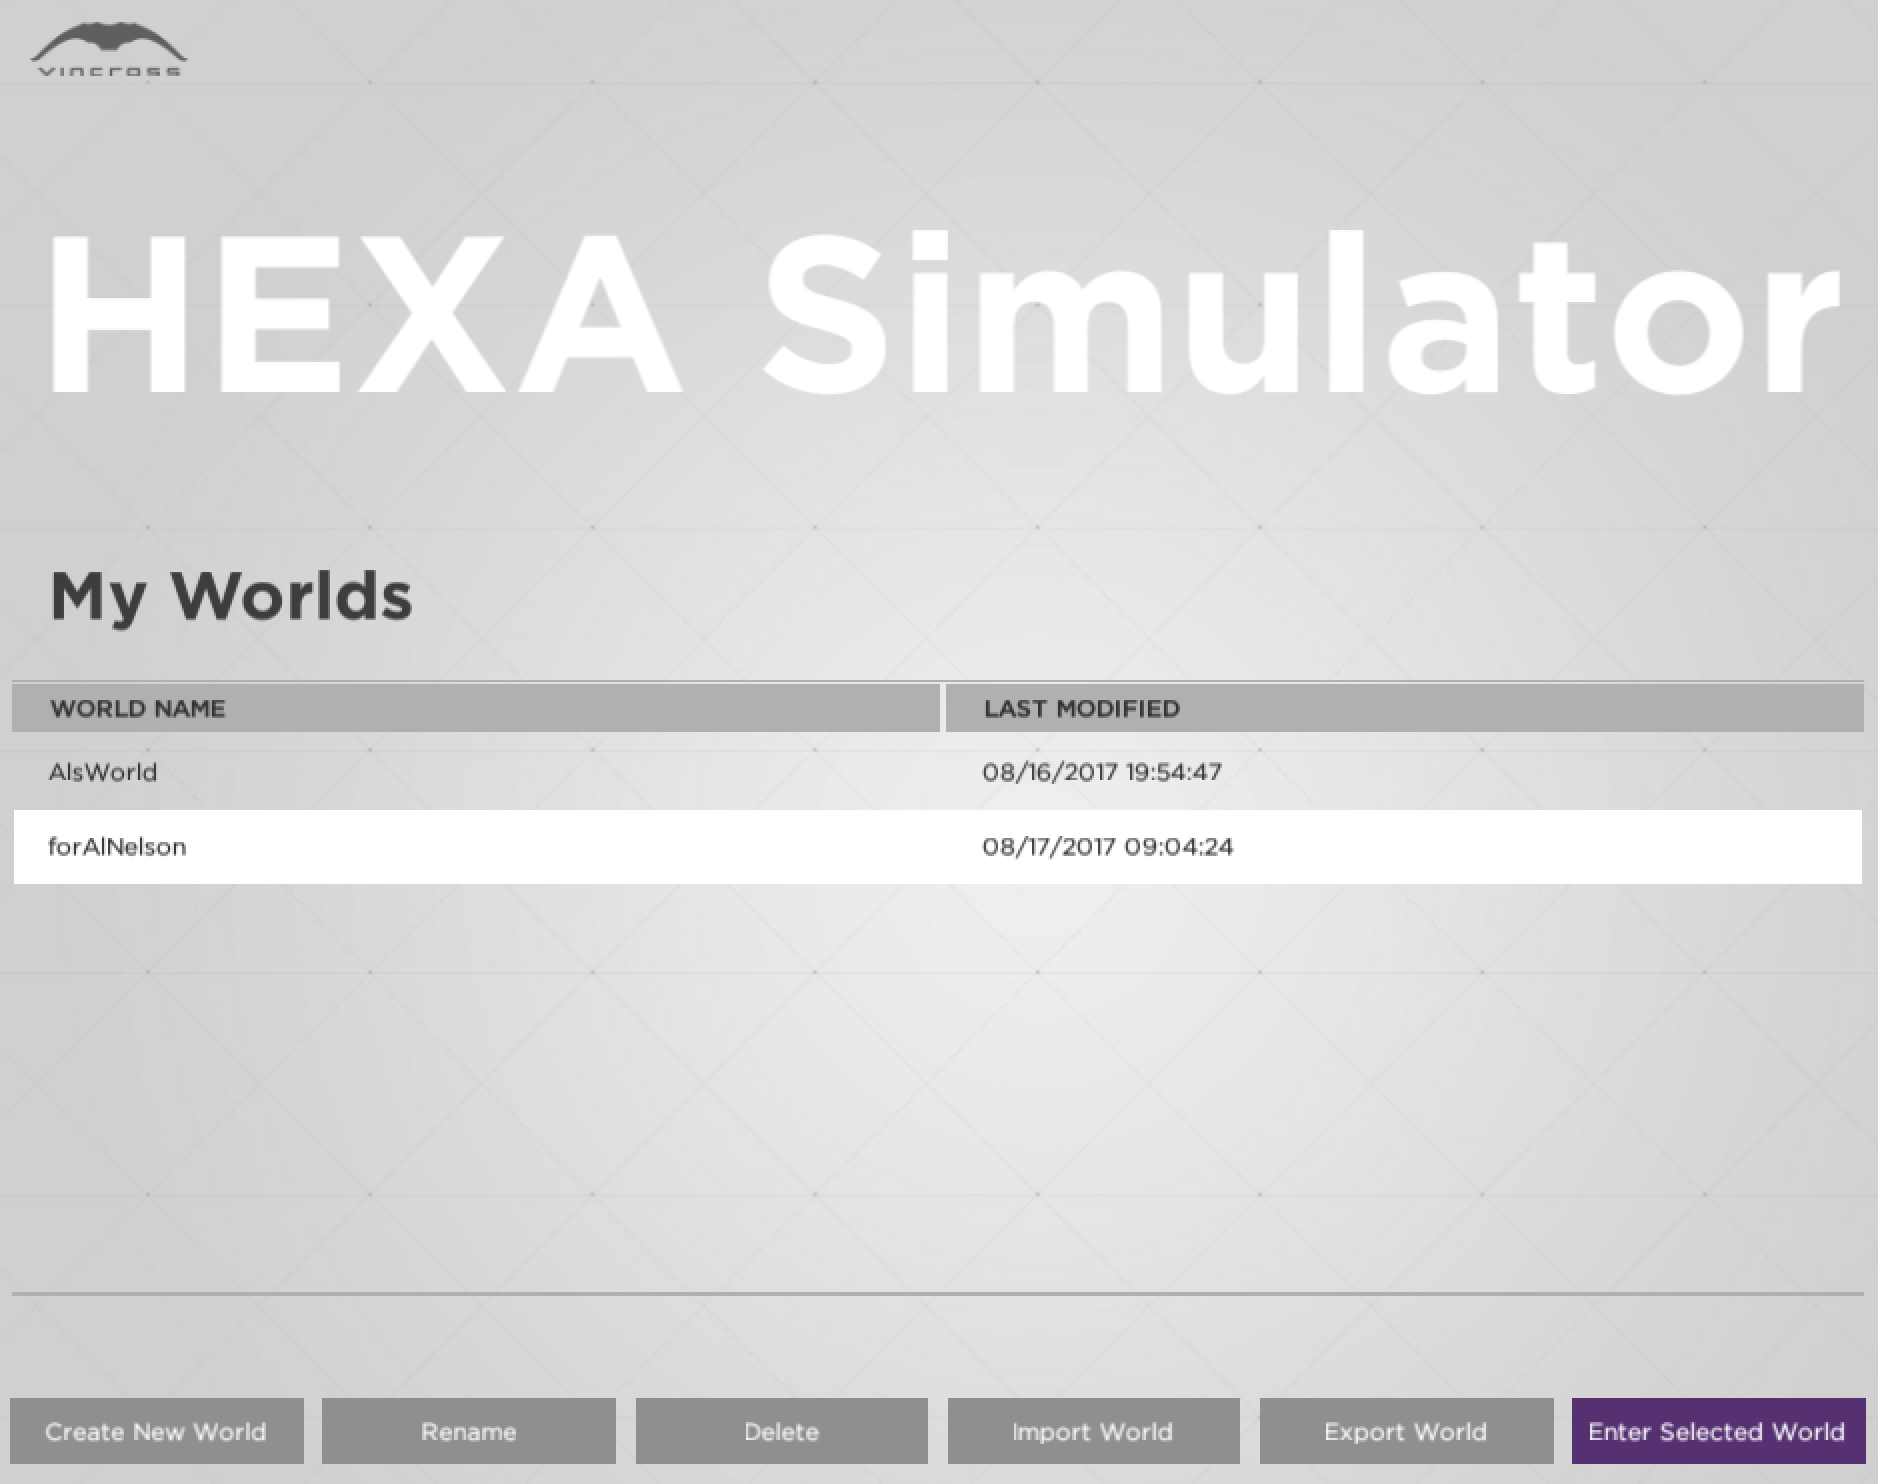 vincross
HEXA Simulator
My Worlds
WORLD NAME LAST MODIFIED
AlsWorld 08/16/2017 19:54:47
forAlNelson 08/17/2017 09:04:24
Create New World Rename Delete Import World Export World Enter Selected World